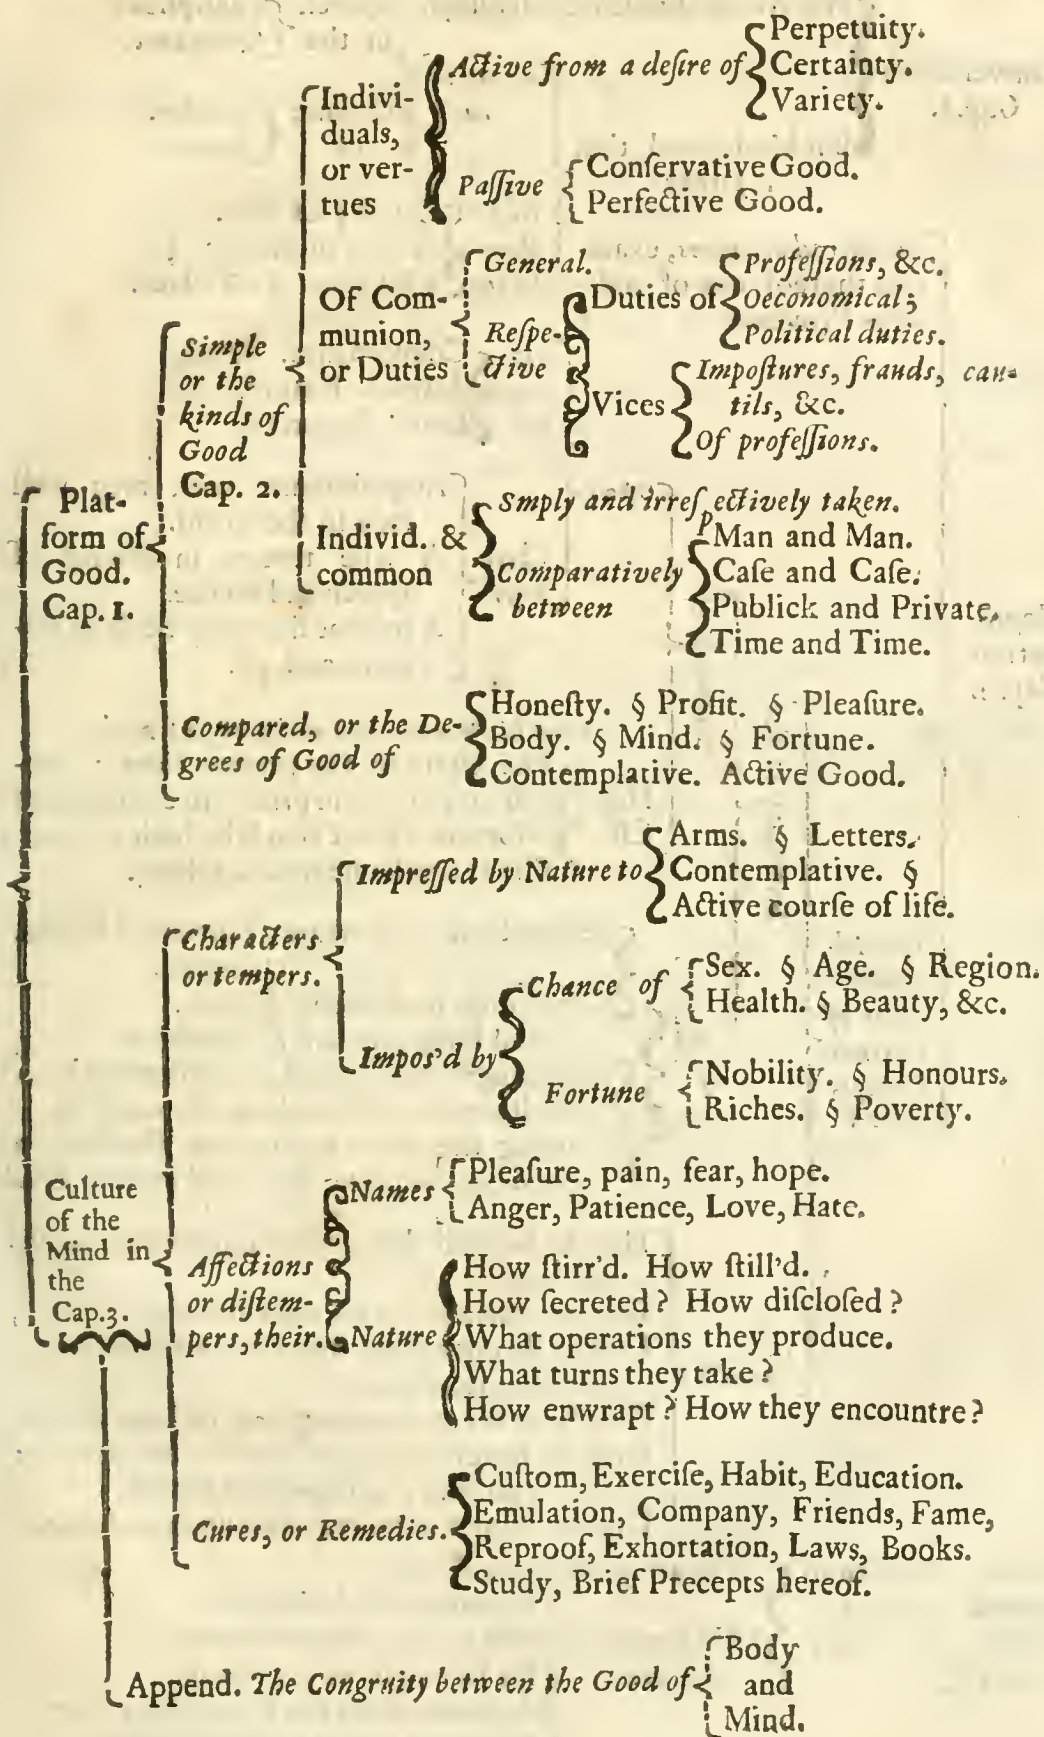 Plat-
form of
Good.
Cap. 1.
Simple
or the
kinds of
Good
Cap. 2.
Indivi-
duals,
or ver-
tues
Active from a deſire of
Perpetuity.
Certainty.
Variety.
Paſſive
Conſervative Good.
Perfective Good.
Of Com-
munion,
or Duties
General.
Reſpe-
ctive
Duties of
Profeſſions, &c.
Oeconomical;
Political duties.
Vices
Impoſtures, frauds, cau-
tils, &c.
Of profeſſions.
Individ. &
common
Smply and irreſpectively taken.
Comparatively
between
Man and Man.
Caſe and Caſe.
Publick and Private.
Time and Time.
Compared, or the De-
grees of Good of
Honeſty. § Profit. § Pleaſure.
Body. § Mind. § Fortune.
Contemplative. Active Good.
Culture
of the
Mind in
the
Cap.3.
Characters
or tempers.
Impreſſed by Nature to
Arms. § Letters.
Contemplative. §
Active courſe of life.
Impos'd by
Chance of
Sex. § Age. § Region.
Health. § Beauty, &c.
Fortune
Nobility. § Honours.
Riches. § Poverty.
Affections
or diſtem-
pers, their.
Names
Pleaſure, pain, fear, hope.
Anger, Patience, Love, Hate.
Nature
How ſtirr'd. How ſtill'd.
How ſecreted? How diſcloſed?
What operations they produce.
What turns they take?
How enwrapt? How they encountre?
Cures, or Remedies.
Cuſtom, Exerciſe, Habit, Education.
Emulation, Company, Friends, Fame,
Reproof, Exhortation, Laws, Books.
Study, Brief Precepts hereof.
Append. The Congruity between the Good of
Body
and
Mind.